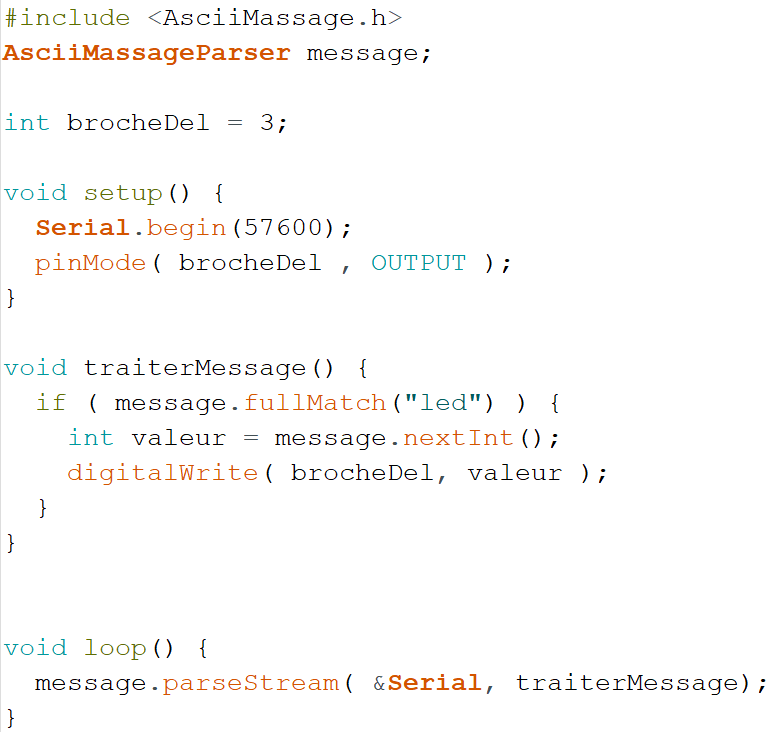 #include <AsciiMassage.h>
AsciiMassageParser message;
int brocheDel = 3;
void setup() {
  Serial.begin(57600);
  pinMode( brocheDel , OUTPUT );
}
void traiterMessage() {
  if ( message.fullMatch("led") ) {
    int valeur = message.nextInt();
    digitalWrite( brocheDel, valeur );
  }
}
void loop() {
  message.parseStream( &Serial, traiterMessage);
}